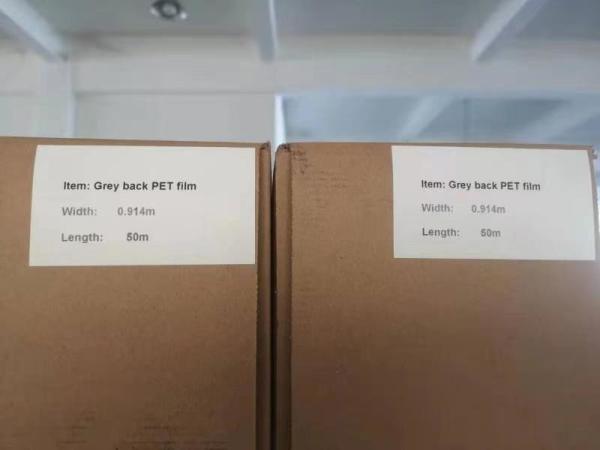 Item: Grey back PET film
Width: 0.914m
Length: 50m
Item: Grey back PET film
Width: 0.914m
Length: 50m